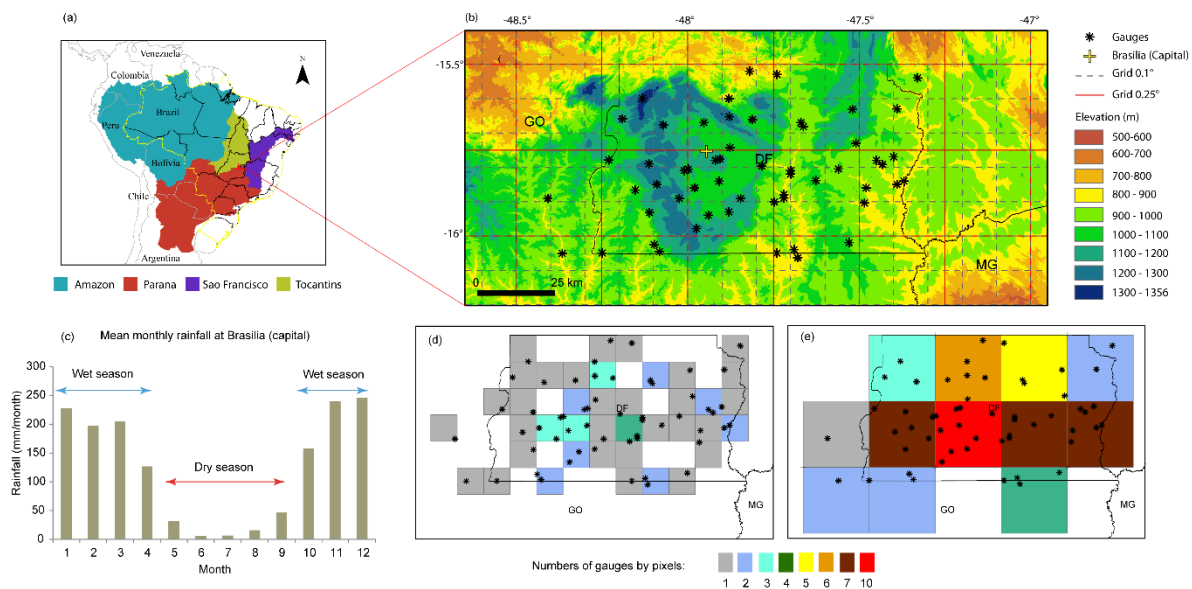 (a)
Venezuela
Colombia
N
Brazil
Peru
Bolivia
Chile
Argentina
Amazon
Parana
Sao Francisco
Tocantins
(b)
-48.5
-48
-47.5
-47
-15.5
-16
GO
DF
MG
0 25 km
Gauges
Brasilia (Capital)
Grid 0.1°
Grid 0.25°
Elevation (m)
500-600
600-700
700-800
800 - 900
900 - 1000
1000 - 1100
1100 - 1200
1200 - 1300
1300 - 1356
(c) Mean monthly rainfall at Brasilia (capital)
Rainfall (mm/month)
300
250
200
150
100
50
0
Wet season
Wet season
Dry season
1 2 3 4 5 6 7 8 9 10 11 12
Month
(d)
DF
GO
MG
(e)
DF
GO
MG
Numbers of gauges by pixels:
1 2 3 4 5 6 7 10